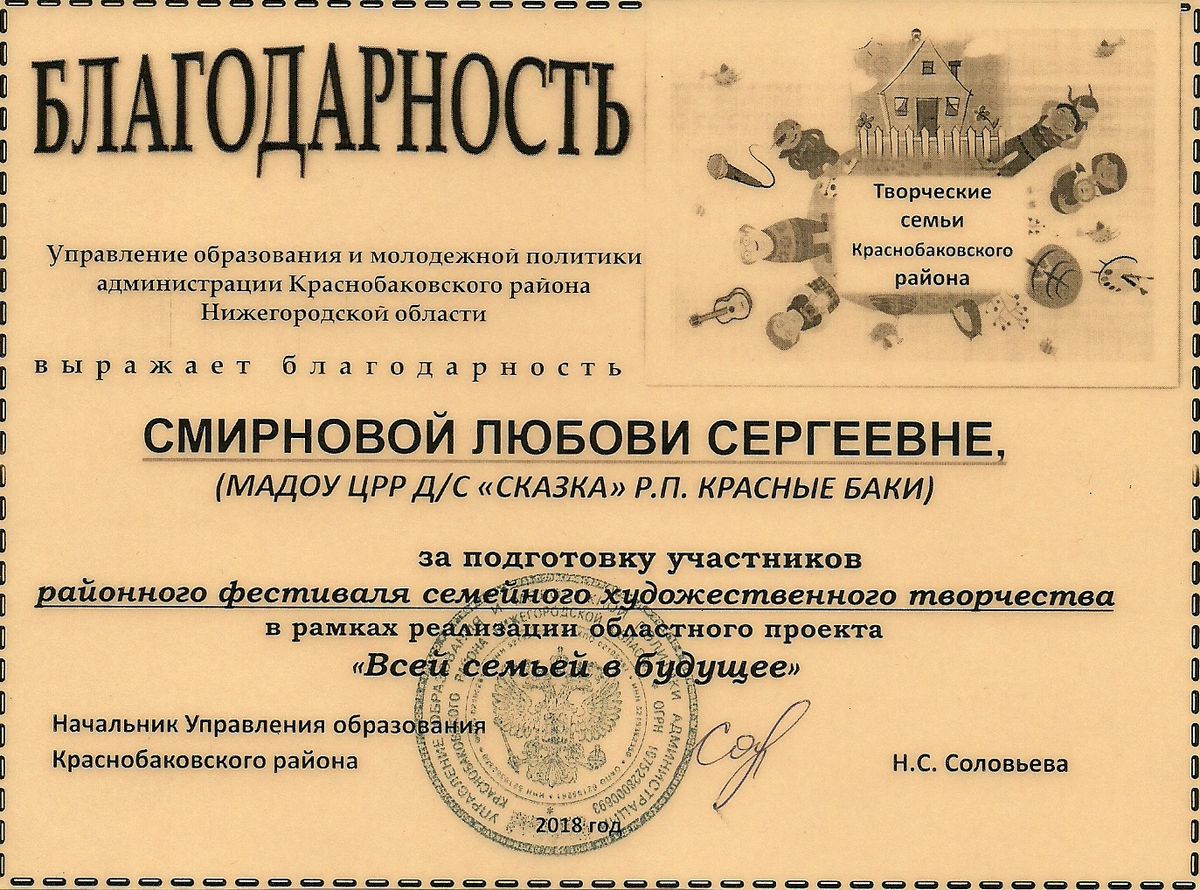 БЛАГОДАРНОСТЬ
Творческие
семьи
Краснобаковского
района
Управление образования и молодежной политики
администрации Краснобаковского района
Нижегородской области
выражает благодарность
СМИРНОВОЙ ЛЮБОВИ СЕРГЕЕВНЕ,
(МАДОУ ЦРР Д/С «СКАЗКА» Р.П. КРАСНЫЕ БАКИ)
за подготовку участников
районного фестиваля семейного художественного творчества
в рамках реализации областного проекта
«Всей семьей в будущее»
Начальник Управления образования
Краснобаковского района
Н.С. Соловьева
2018 год